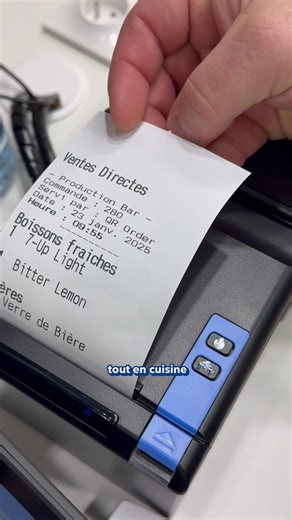 Ventes Directes
- Production Bar -
Commande : 280
Servi par : QR Order
Date : 23 janv. 2025
Heure : 09:55
Boissons fraîches
1 7-Up Light
Bitter Lemon
ères
Verre de Bière
tout en cuisine